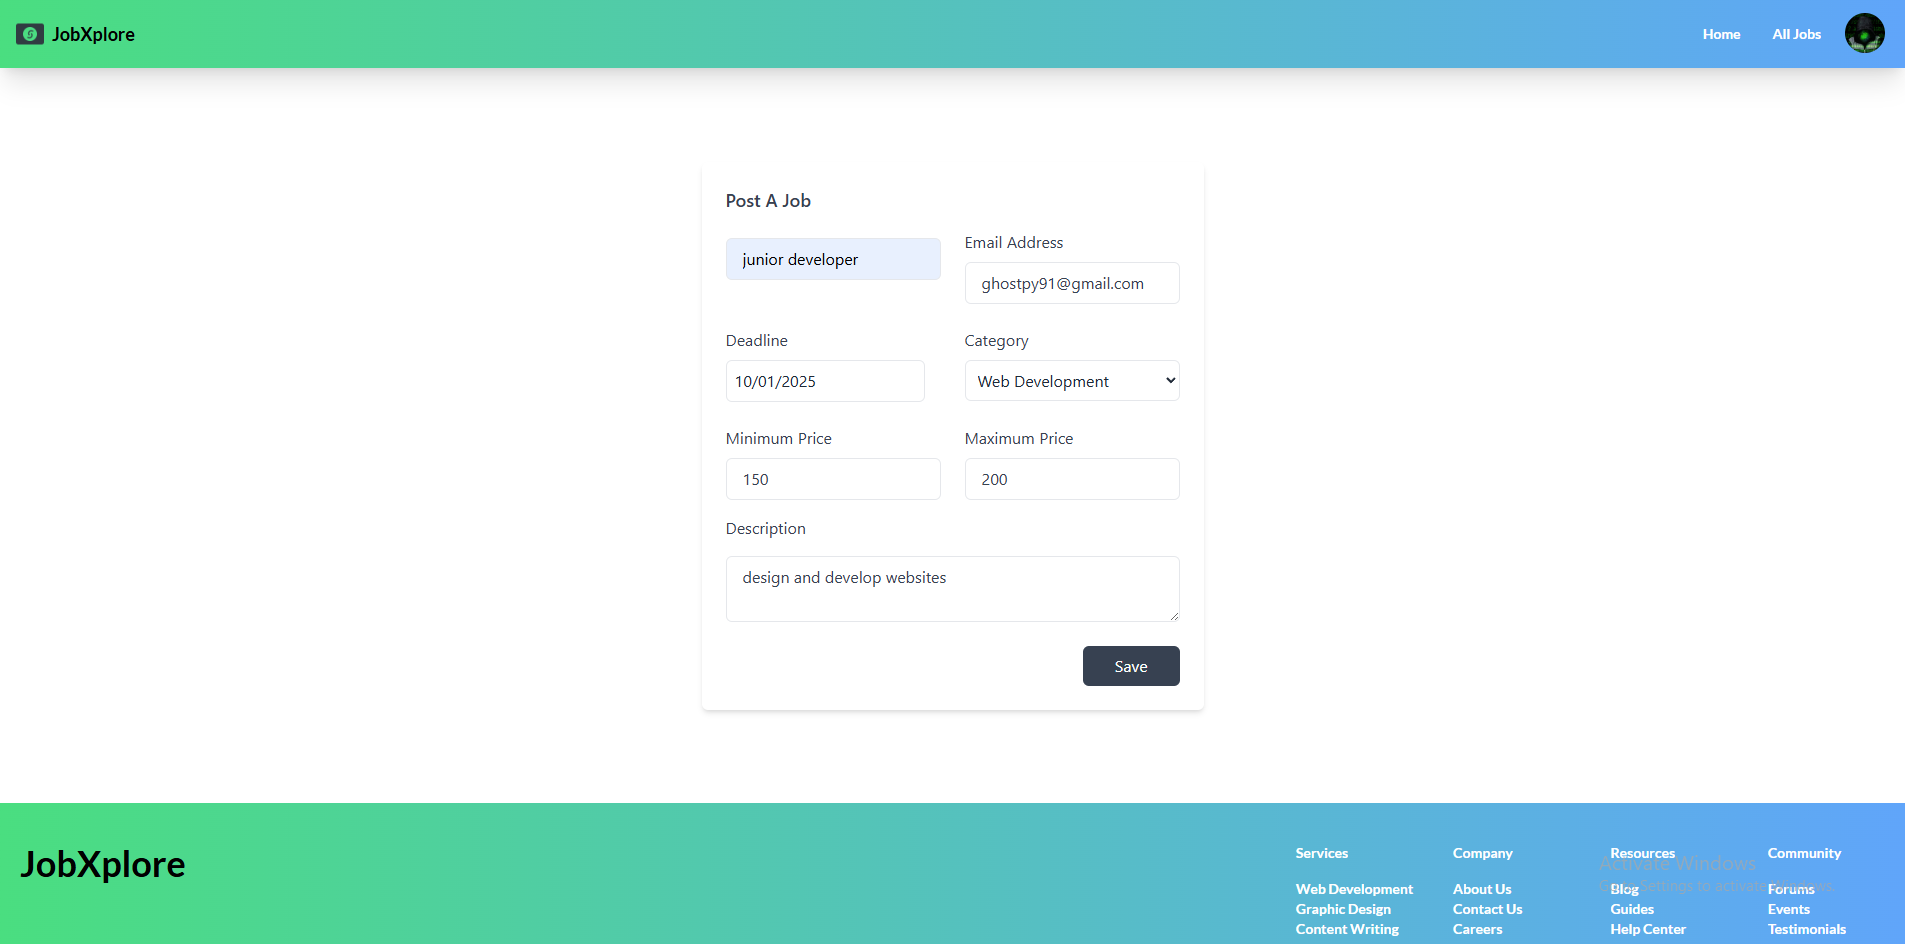 JobXplore
Home
All Jobs
Post A Job
junior developer
Email Address
ghostpy91@gmail.com
Deadline
10/01/2025
Category
Web Development
Minimum Price
150
Maximum Price
200
Description
design and develop websites
Save
JobXplore
Services
Web Development
Graphic Design
Content Writing
Company
About Us
Contact Us
Careers
Resources
Blog
Guides
Help Center
Community
Forums
Events
Testimonials
Activate Windows
Go to Settings to activate Windows.